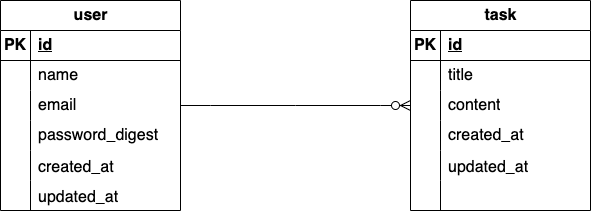 user
PK id
name
email
password_digest
created_at
updated_at
task
PK id
title
content
created_at
updated_at